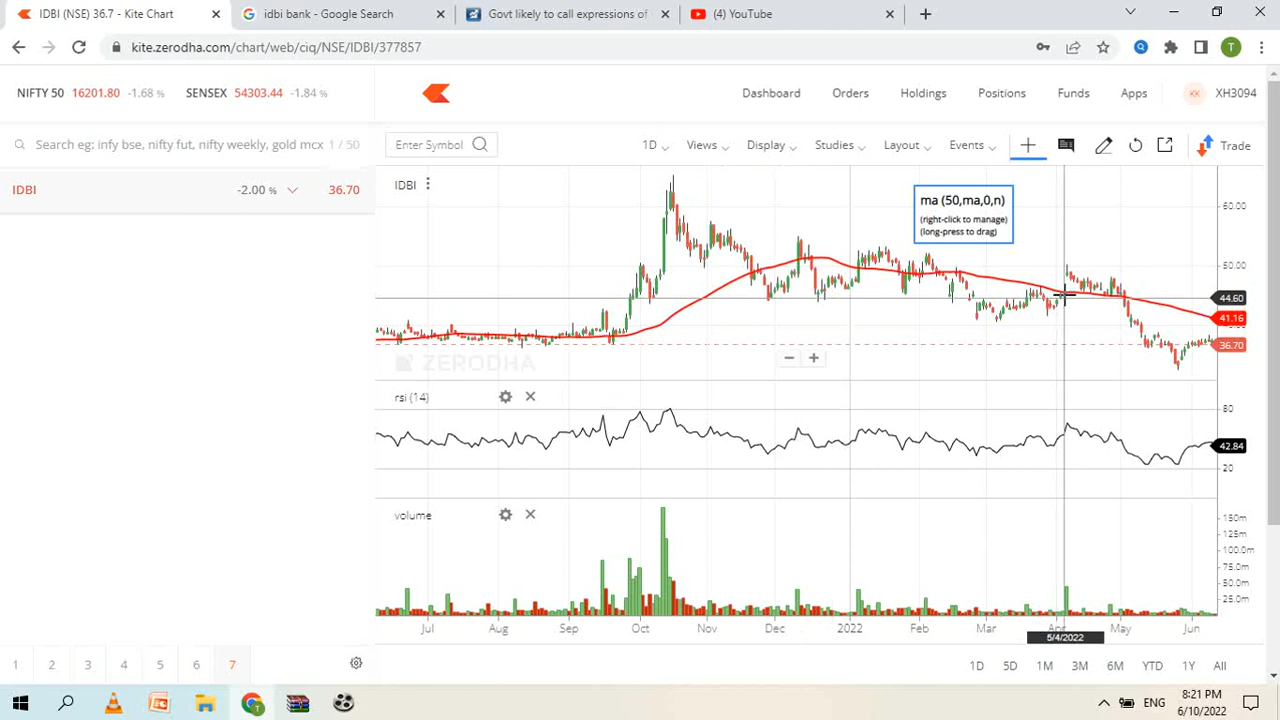 IDBI (NSE) 36.7 - Kite Chart
idbi bank - Google Search
Govt likely to call expressions of
(4) YouTube
kite.zerodha.com/chart/web/ciq/NSE/IDBI/377857
T
NIFTY 50 16201.80 -1.68 % SENSEX 54303.44 -1.84 %
Dashboard Orders Holdings Positions Funds Apps KK XH3094
Search eg: infy bse, nifty fut, nifty weekly, gold mcx 1 / 50
Enter Symbol 1D Views Display Studies Layout Events Trade
IDBI -2.00 % 36.70
IDBI
ma (50,ma,0,n)
(right-click to manage)
(long-press to drag)
60.00
50.00
44.60
41.16
36.70
ZERODHA
rsi (14)
80
42.84
20
volume
150m
125m
100.0m
75.0m
50.0m
25.0m
Jul Aug Sep Oct Nov Dec 2022 Feb Mar Apr May Jun
5/4/2022
1 2 3 4 5 6 7
1D 5D 1M 3M 6M YTD 1Y All
ENG
8:21 PM
6/10/2022